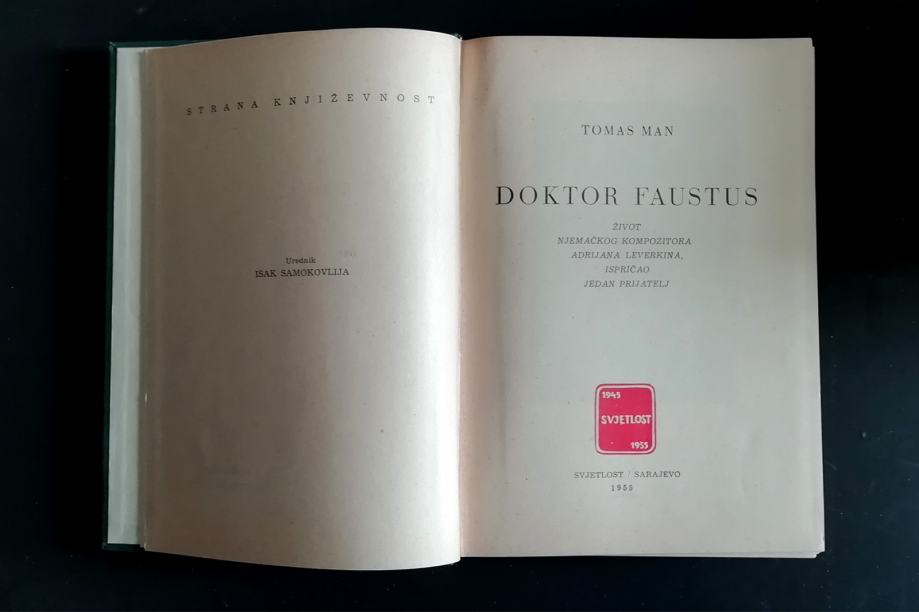 STRANA KNJIŽEVNOST
Urednik
ISAK SAMOKOVLIJA
TOMAS MAN
DOKTOR FAUSTUS
ŽIVOT
NJEMAČKOG KOMPOZITORA
ADRIJANA LEVERKINA,
ISPRIČAO
JEDAN PRIJATELJ
1945
SVJETLOST
1955
SVJETLOST / SARAJEVO
1955